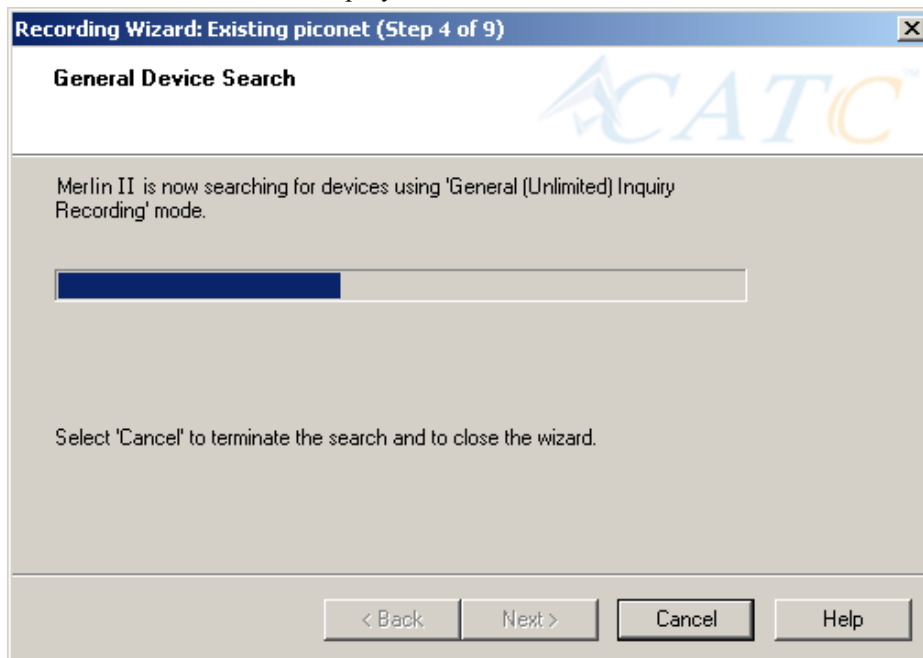 Recording Wizard: Existing piconet (Step 4 of 9)
General Device Search
CATC
Merlin II is now searching for devices using 'General (Unlimited) Inquiry
Recording' mode.
Select 'Cancel' to terminate the search and to close the wizard.
< Back Next > Cancel Help